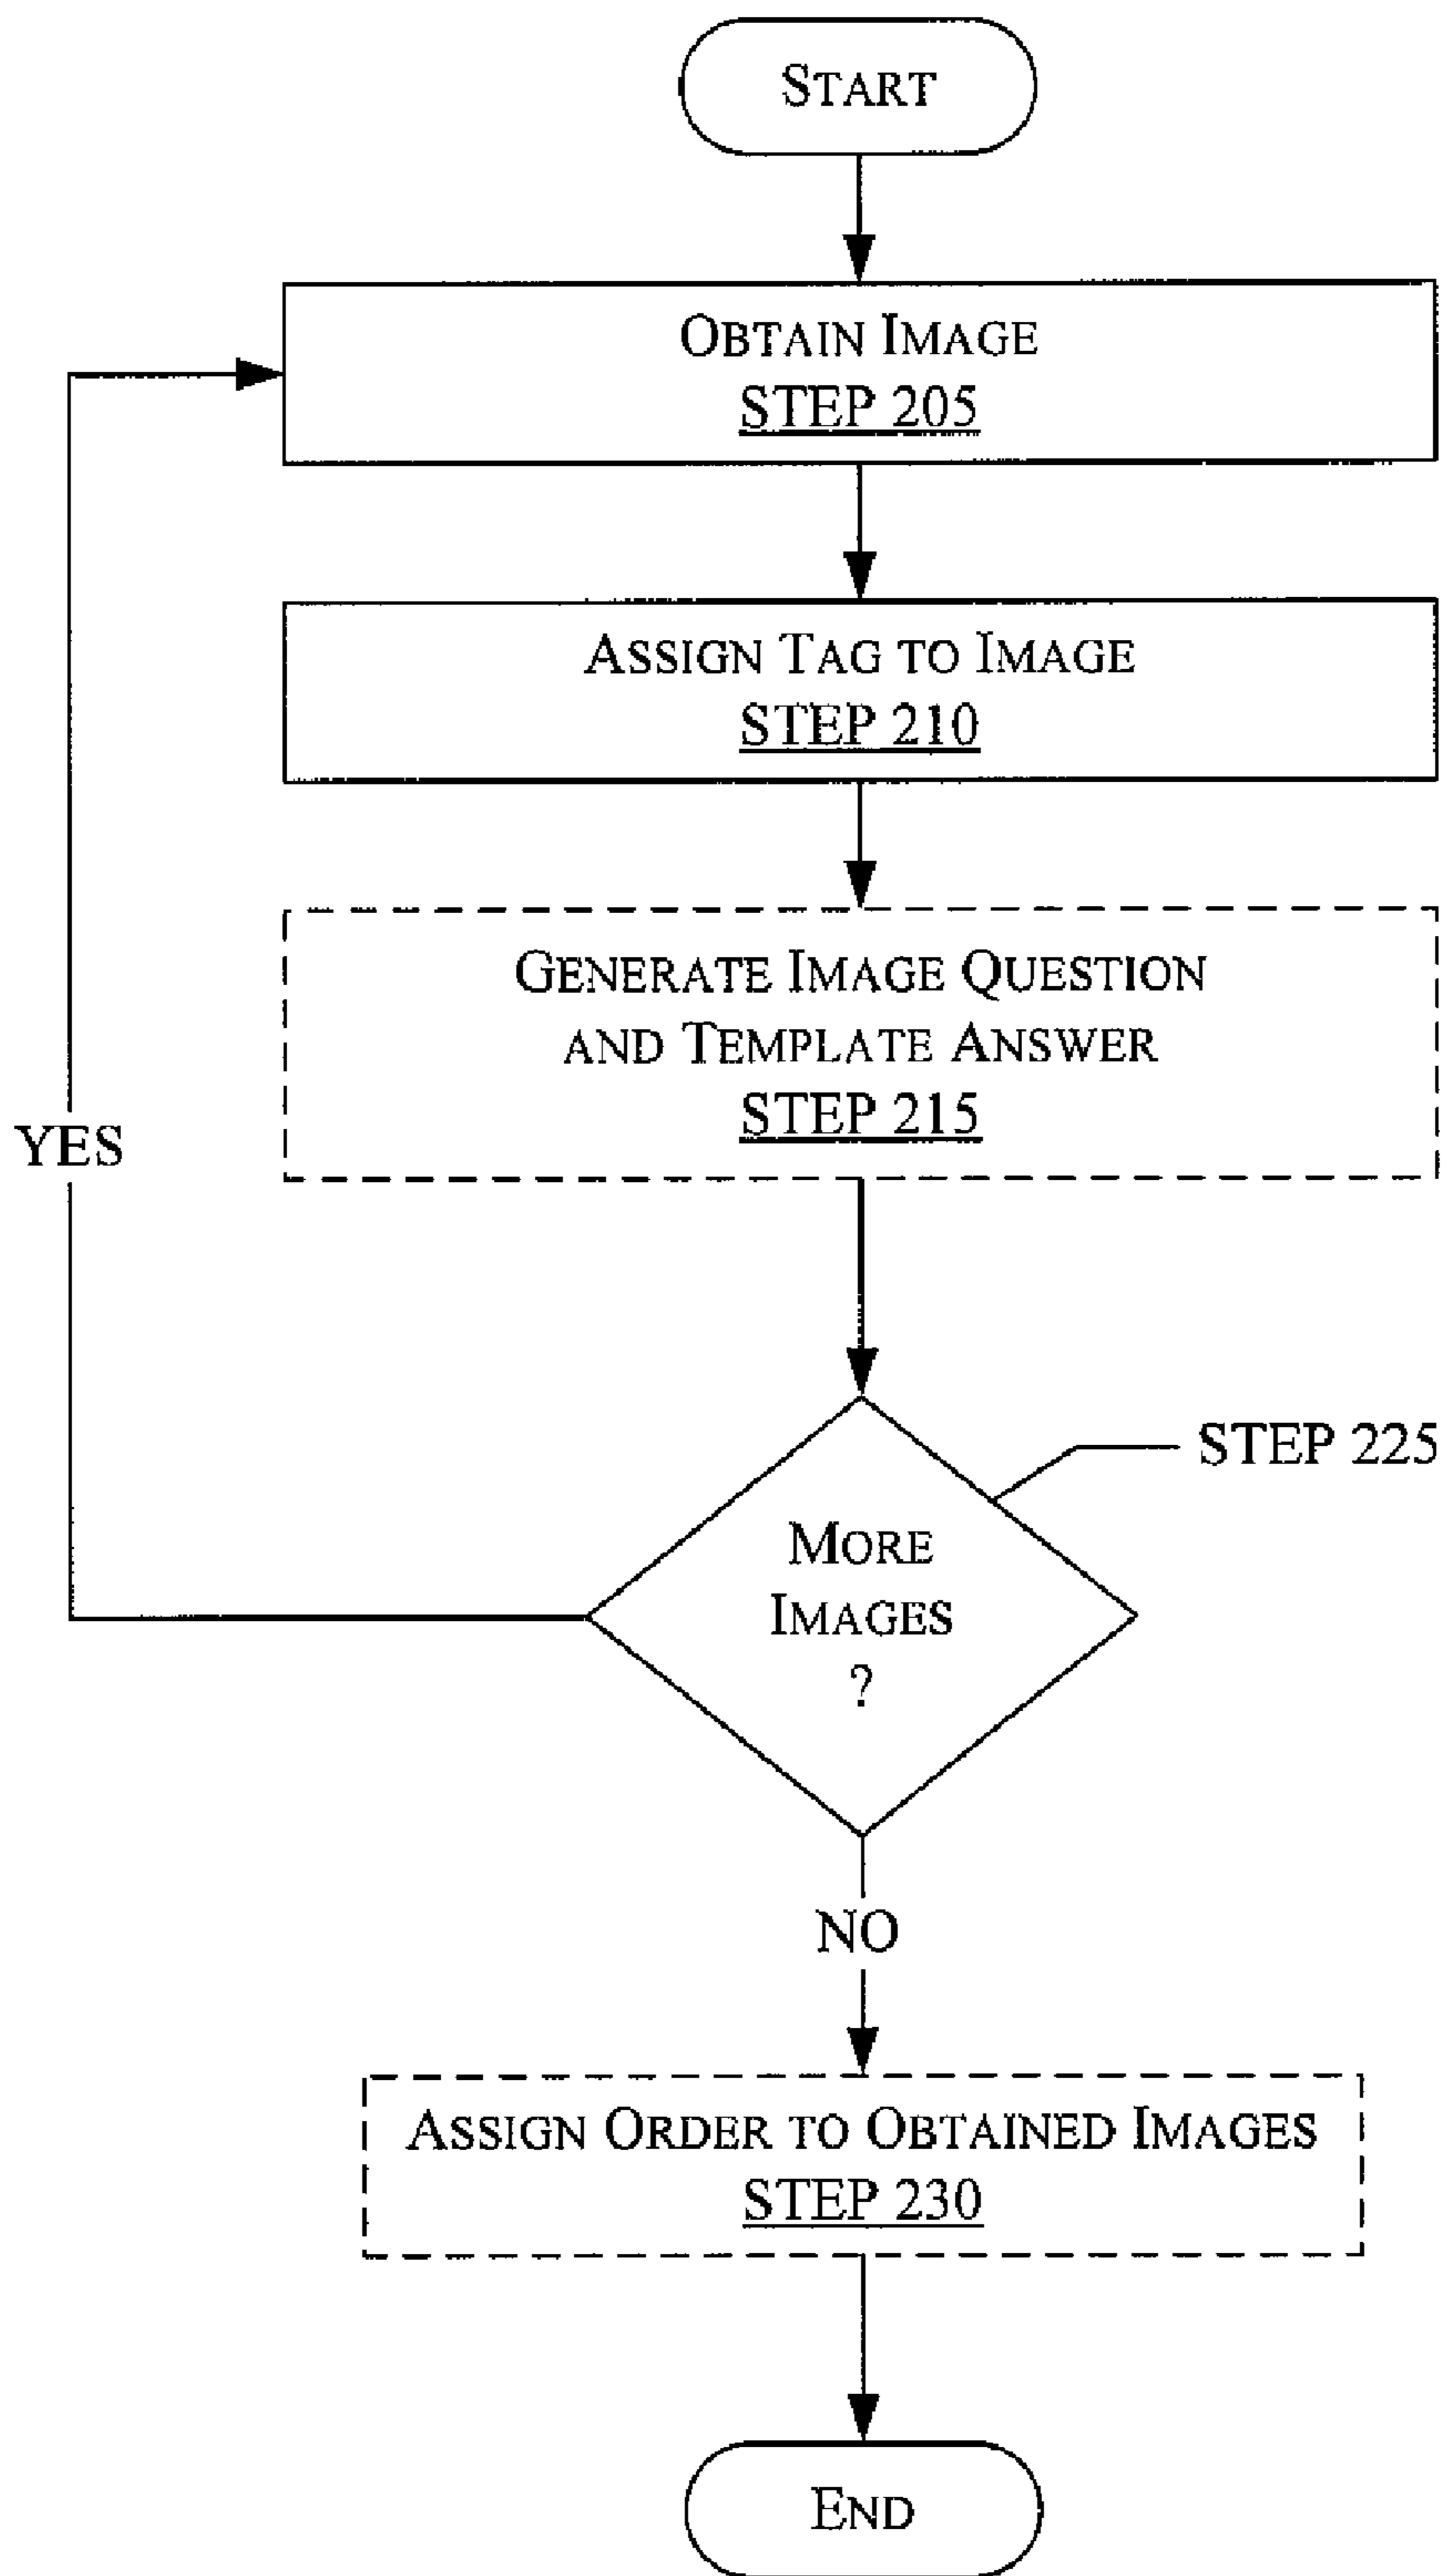 START
OBTAIN IMAGE
STEP 205
ASSIGN TAG TO IMAGE
STEP 210
GENERATE IMAGE QUESTION
AND TEMPLATE ANSWER
STEP 215
YES
STEP 225
MORE
IMAGES
?
NO
ASSIGN ORDER TO OBTAINED IMAGES
STEP 230
END